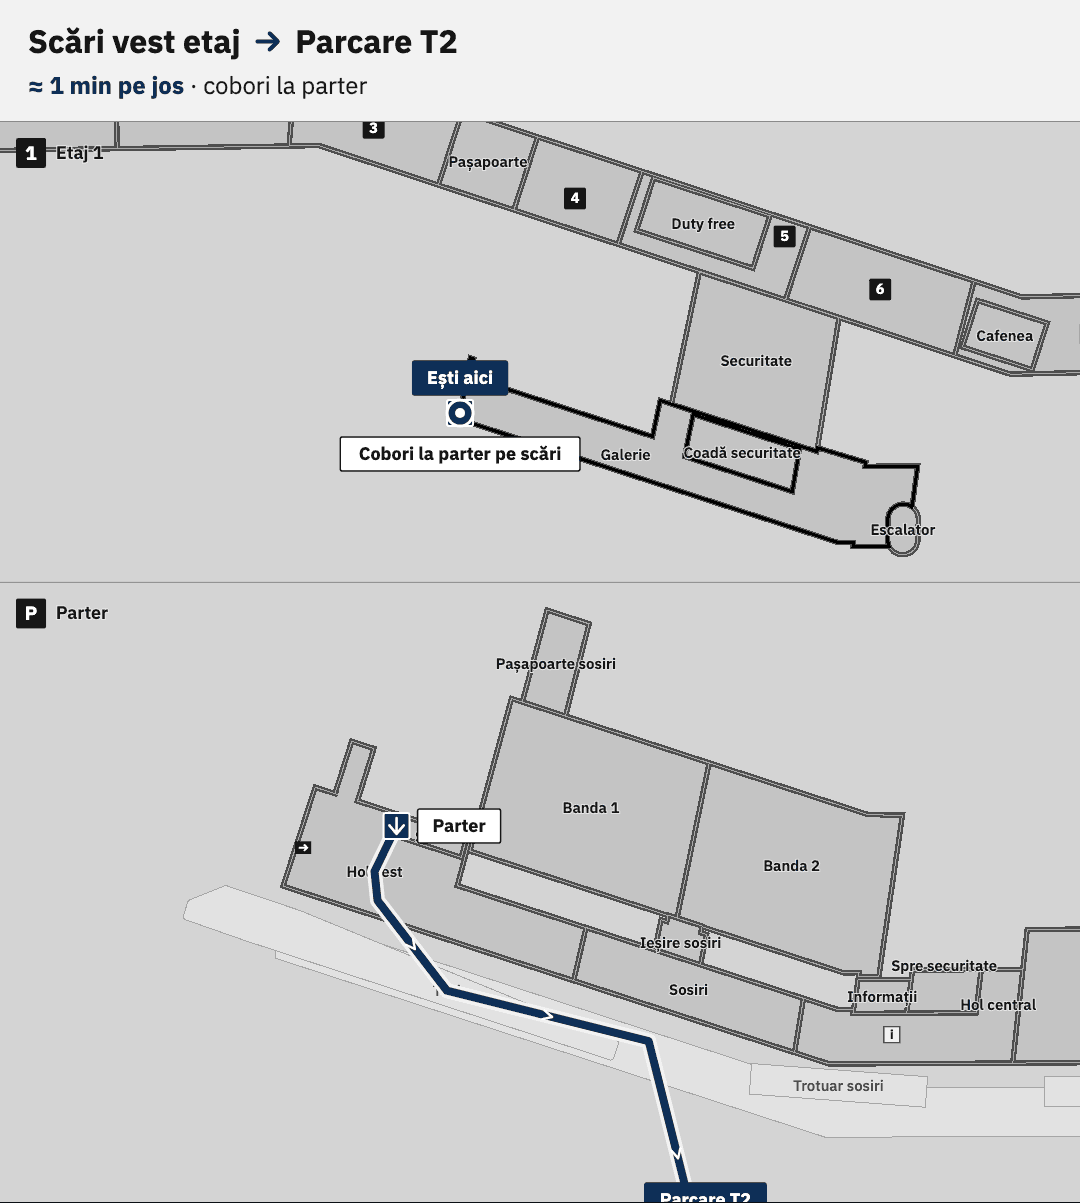 Scări vest etaj → Parcare T2
≈ 1 min pe jos · cobori la parter
1 Etaj 1
3
Pașapoarte
4
Duty free
5
6
Cafenea
Securitate
Ești aici
Cobori la parter pe scări
Galerie
Coadă securitate
Escalator
P Parter
Pașapoarte sosiri
Banda 1
Parter
Banda 2
Ieșire sosiri
Spre securitate
Sosiri
Informații
Hol central
i
Trotuar sosiri
Parcare T2